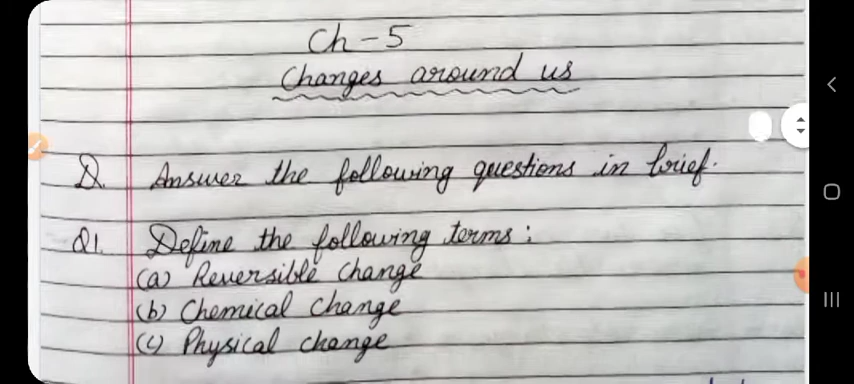 Ch-5
Changes around us
D. Answer the following questions in brief.
Q1. Define the following terms:
(a) Reversible change
(b) Chemical change
(c) Physical change